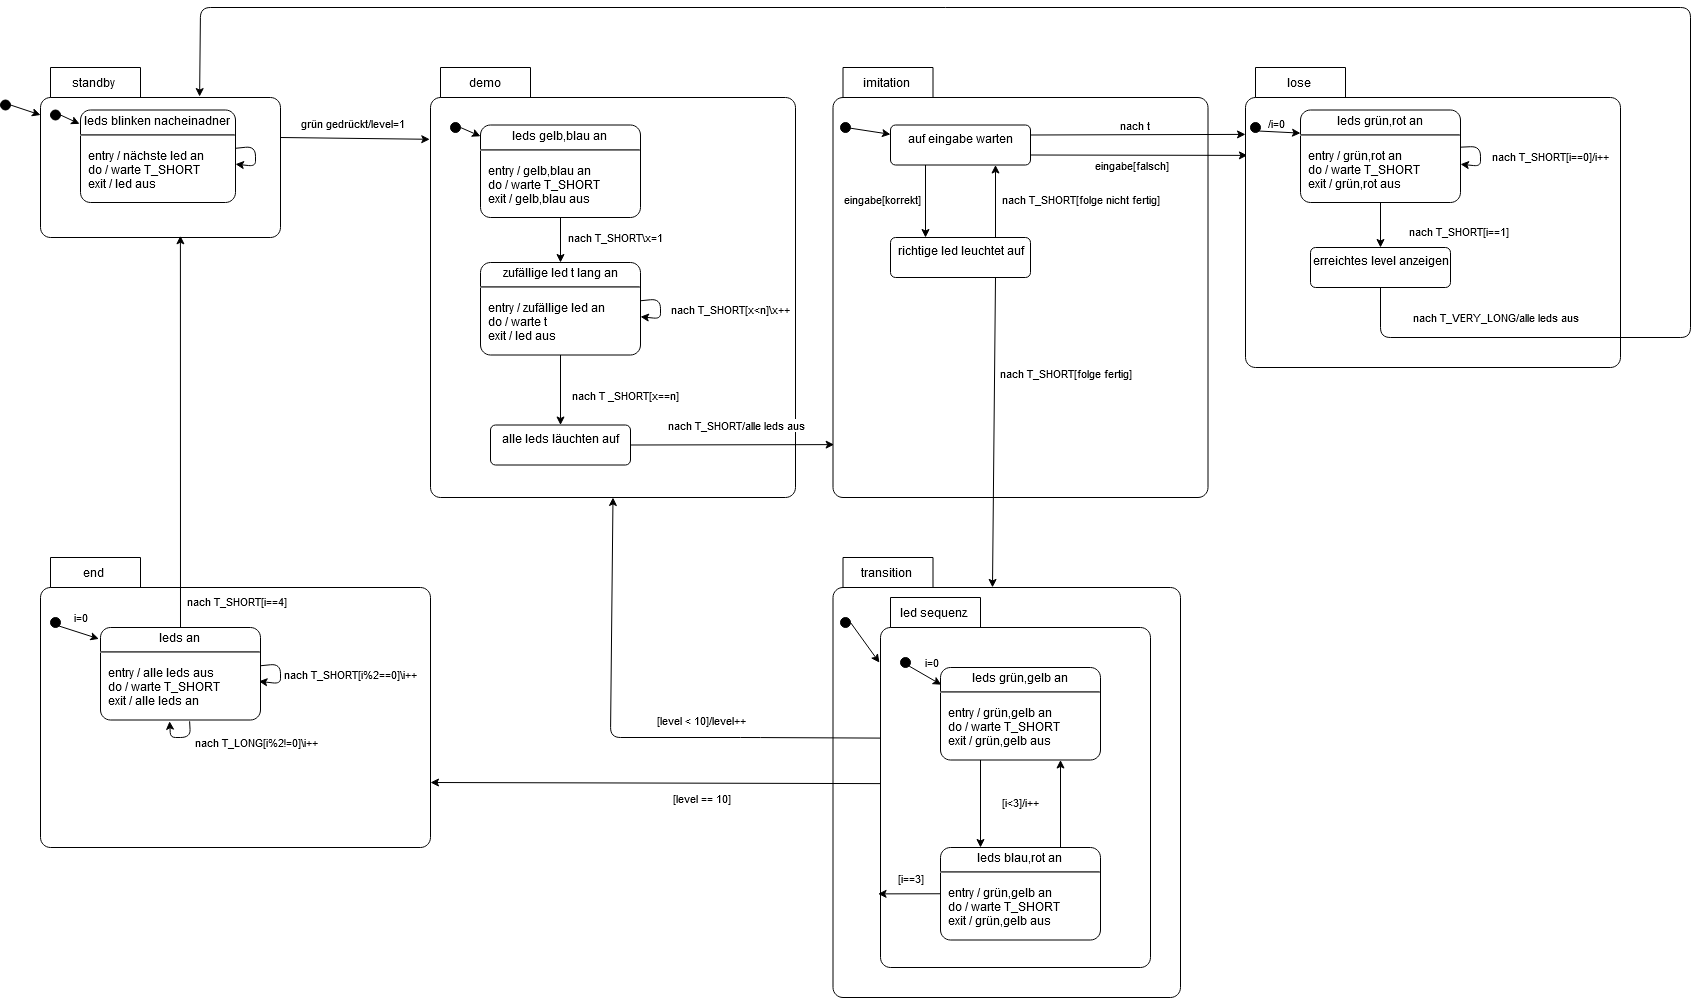 standby
leds blinken nacheinadner
entry / nächste led an
do / warte T_SHORT
exit / led aus
grün gedrückt/level=1
demo
leds gelb,blau an
entry / gelb,blau an
do / warte T_SHORT
exit / gelb,blau aus
nach T_SHORT\x=1
zufällige led t lang an
entry / zufällige led an
do / warte t
exit / led aus
nach T_SHORT[x<n]\x++
nach T _SHORT[x==n]
alle leds läuchten auf
nach T_SHORT/alle leds aus
imitation
auf eingabe warten
nach t
eingabe[falsch]
eingabe[korrekt]
nach T_SHORT[folge nicht fertig]
richtige led leuchtet auf
nach T_SHORT[folge fertig]
lose
/i=0
leds grün,rot an
entry / grün,rot an
do / warte T_SHORT
exit / grün,rot aus
nach T_SHORT[i==0]/i++
nach T_SHORT[i==1]
erreichtes level anzeigen
nach T_VERY_LONG/alle leds aus
end
nach T_SHORT[i==4]
i=0
leds an
entry / alle leds aus
do / warte T_SHORT
exit / alle leds an
nach T_SHORT[i%2==0]\i++
nach T_LONG[i%2!=0]\i++
transition
led sequenz
i=0
leds grün,gelb an
entry / grün,gelb an
do / warte T_SHORT
exit / grün,gelb aus
[level < 10]/level++
[level == 10]
[i<3]/i++
leds blau,rot an
[i==3]
entry / grün,gelb an
do / warte T_SHORT
exit / grün,gelb aus